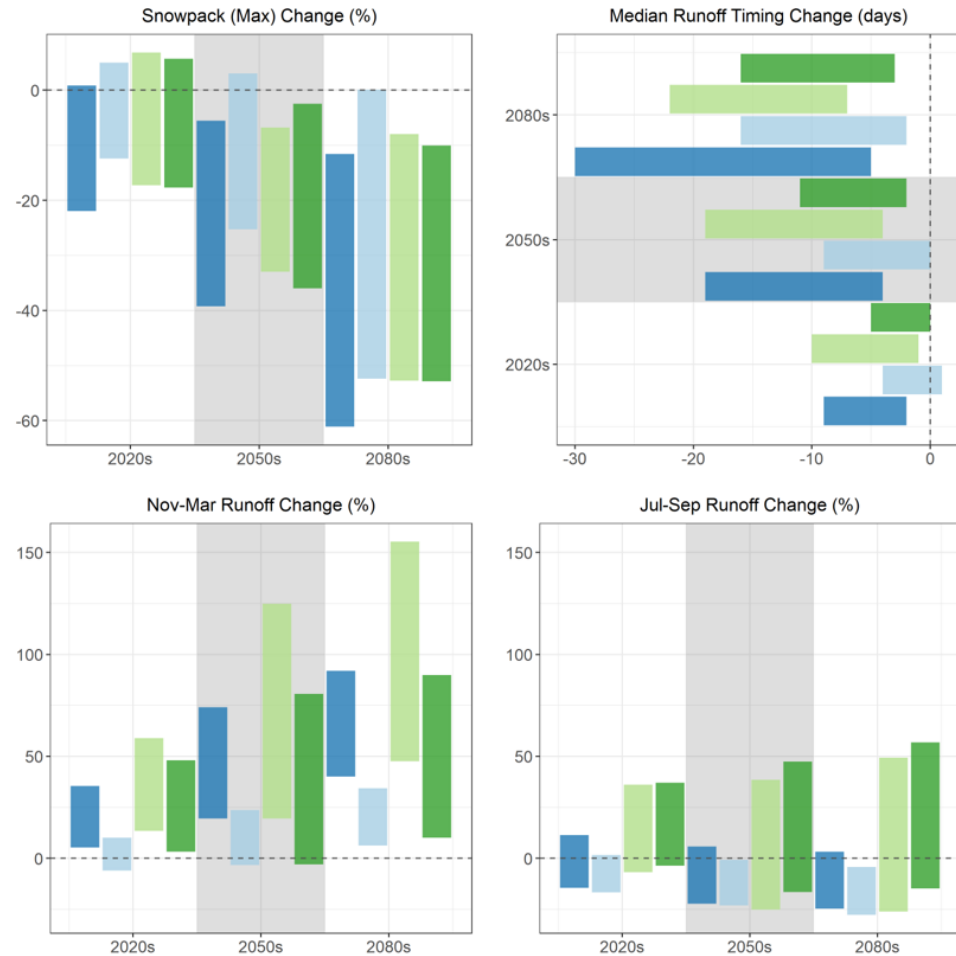 Snowpack (Max) Change (%)
0
-20
-40
-60
2020s 2050s 2080s
Median Runoff Timing Change (days)
2080s
2050s
2020s
-30 -20 -10 0
Nov-Mar Runoff Change (%)
150
100
50
0
2020s 2050s 2080s
Jul-Sep Runoff Change (%)
150
100
50
0
2020s 2050s 2080s